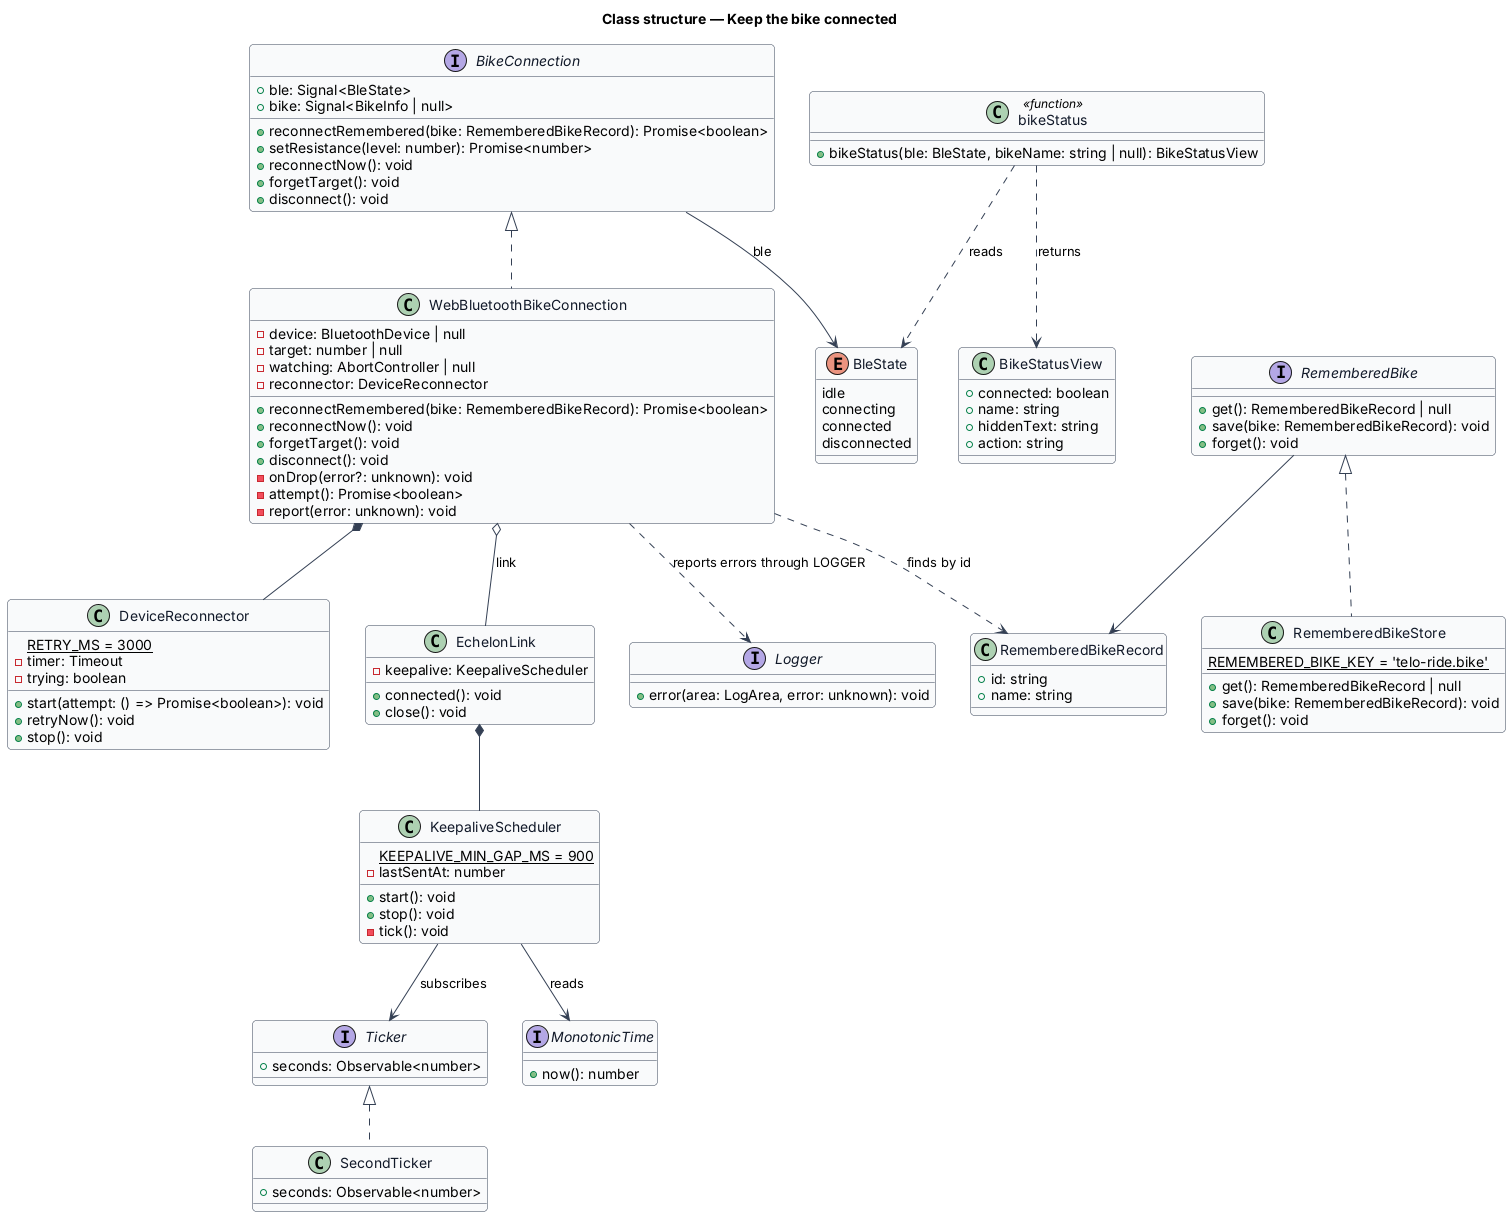 Class structure — Keep the bike connected
I BikeConnection
ble: Signal<BleState>
bike: Signal<BikeInfo | null>
reconnectRemembered(bike: RememberedBikeRecord): Promise<boolean>
setResistance(level: number): Promise<number>
reconnectNow(): void
forgetTarget(): void
disconnect(): void
«function»
C bikeStatus
bikeStatus(ble: BleState, bikeName: string | null): BikeStatusView
ble
reads
returns
C WebBluetoothBikeConnection
device: BluetoothDevice | null
target: number | null
watching: AbortController | null
reconnector: DeviceReconnector
reconnectRemembered(bike: RememberedBikeRecord): Promise<boolean>
reconnectNow(): void
forgetTarget(): void
disconnect(): void
onDrop(error?: unknown): void
attempt(): Promise<boolean>
report(error: unknown): void
E BleState
idle
connecting
connected
disconnected
C BikeStatusView
connected: boolean
name: string
hiddenText: string
action: string
I RememberedBike
get(): RememberedBikeRecord | null
save(bike: RememberedBikeRecord): void
forget(): void
link
reports errors through LOGGER
finds by id
C DeviceReconnector
RETRY_MS = 3000
timer: Timeout
trying: boolean
start(attempt: () => Promise<boolean>): void
retryNow(): void
stop(): void
C EchelonLink
keepalive: KeepaliveScheduler
connected(): void
close(): void
I Logger
error(area: LogArea, error: unknown): void
C RememberedBikeRecord
id: string
name: string
C RememberedBikeStore
REMEMBERED_BIKE_KEY = 'telo-ride.bike'
get(): RememberedBikeRecord | null
save(bike: RememberedBikeRecord): void
forget(): void
C KeepaliveScheduler
KEEPALIVE_MIN_GAP_MS = 900
lastSentAt: number
start(): void
stop(): void
tick(): void
subscribes
reads
I Ticker
seconds: Observable<number>
I MonotonicTime
now(): number
C SecondTicker
seconds: Observable<number>